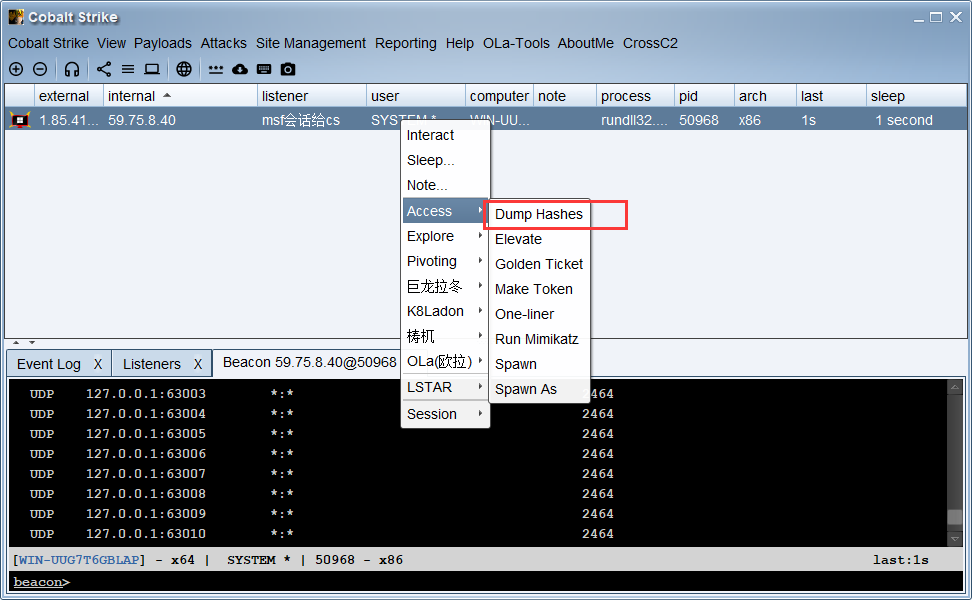 Cobalt Strike
Cobalt Strike View Payloads Attacks Site Management Reporting Help OLa-Tools AboutMe CrossC2
external internal listener user computer note process pid arch last sleep
1.85.41... 59.75.8.40 msf会话给cs SYSTEM * WIN-UU... rundll32.... 50968 x86 1s 1 second
Interact
Sleep...
Note...
Access
Explore
Pivoting
巨龙拉冬
K8Ladon
梼杌
OLa(欧拉)
LSTAR
Session
Dump Hashes
Elevate
Golden Ticket
Make Token
One-liner
Run Mimikatz
Spawn
Spawn As
Event Log X Listeners X Beacon 59.75.8.40@50968
UDP 127.0.0.1:63003 *:* 2464
UDP 127.0.0.1:63004 *:* 2464
UDP 127.0.0.1:63005 *:* 2464
UDP 127.0.0.1:63006 *:* 2464
UDP 127.0.0.1:63007 *:* 2464
UDP 127.0.0.1:63008 *:* 2464
UDP 127.0.0.1:63009 *:* 2464
UDP 127.0.0.1:63010 *:* 2464
[WIN-UUG7T6GBLAP] - x64 | SYSTEM * | 50968 - x86 last:1s
beacon>